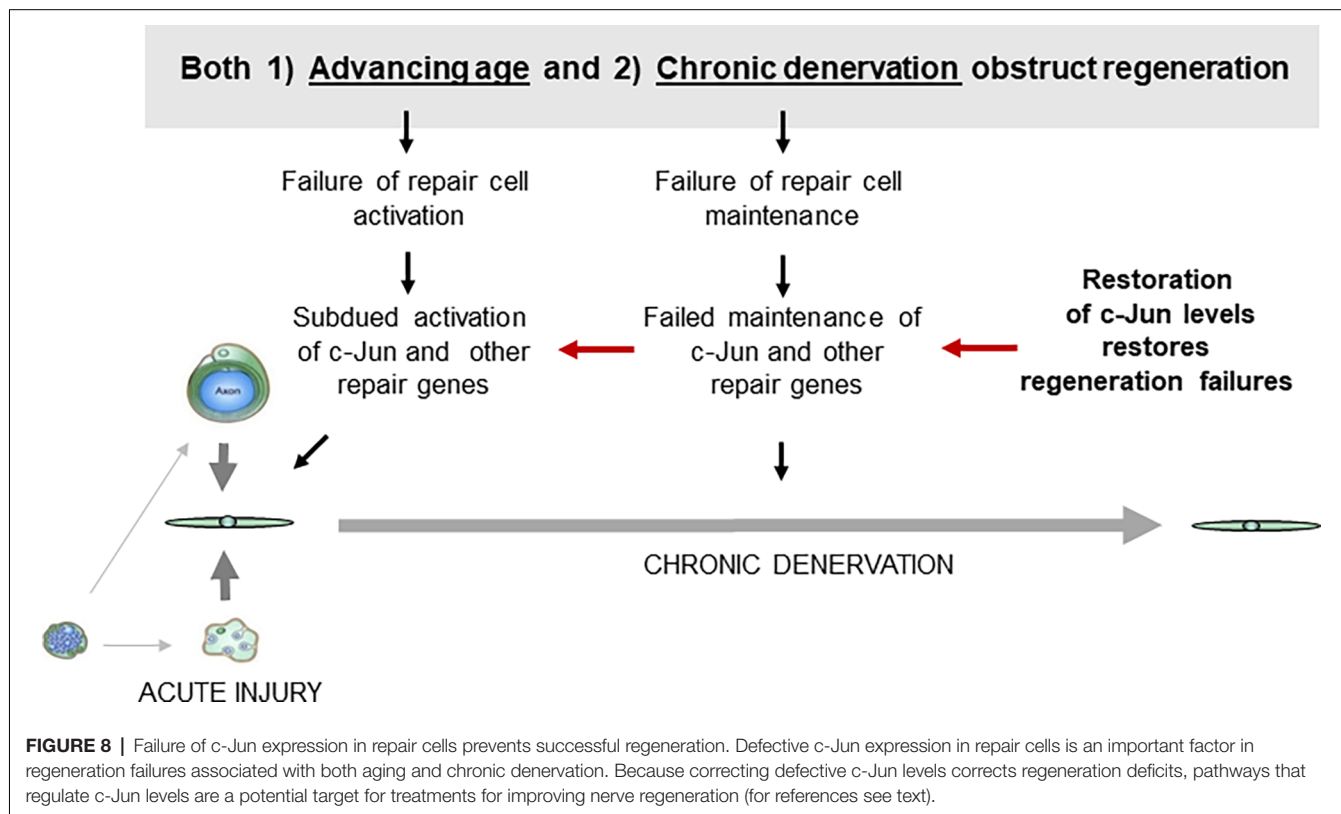 Both 1) Advancing age and 2) Chronic denervation obstruct regeneration
Failure of repair cell
activation
Failure of repair cell
maintenance
Subdued activation
of c-Jun and other
repair genes
Failed maintenance of
c-Jun and other
repair genes
Restoration
of c-Jun levels
restores
regeneration failures
Axon
CHRONIC DENERVATION
ACUTE INJURY
FIGURE 8 | Failure of c-Jun expression in repair cells prevents successful regeneration. Defective c-Jun expression in repair cells is an important factor in
regeneration failures associated with both aging and chronic denervation. Because correcting defective c-Jun levels corrects regeneration deficits, pathways that
regulate c-Jun levels are a potential target for treatments for improving nerve regeneration (for references see text).